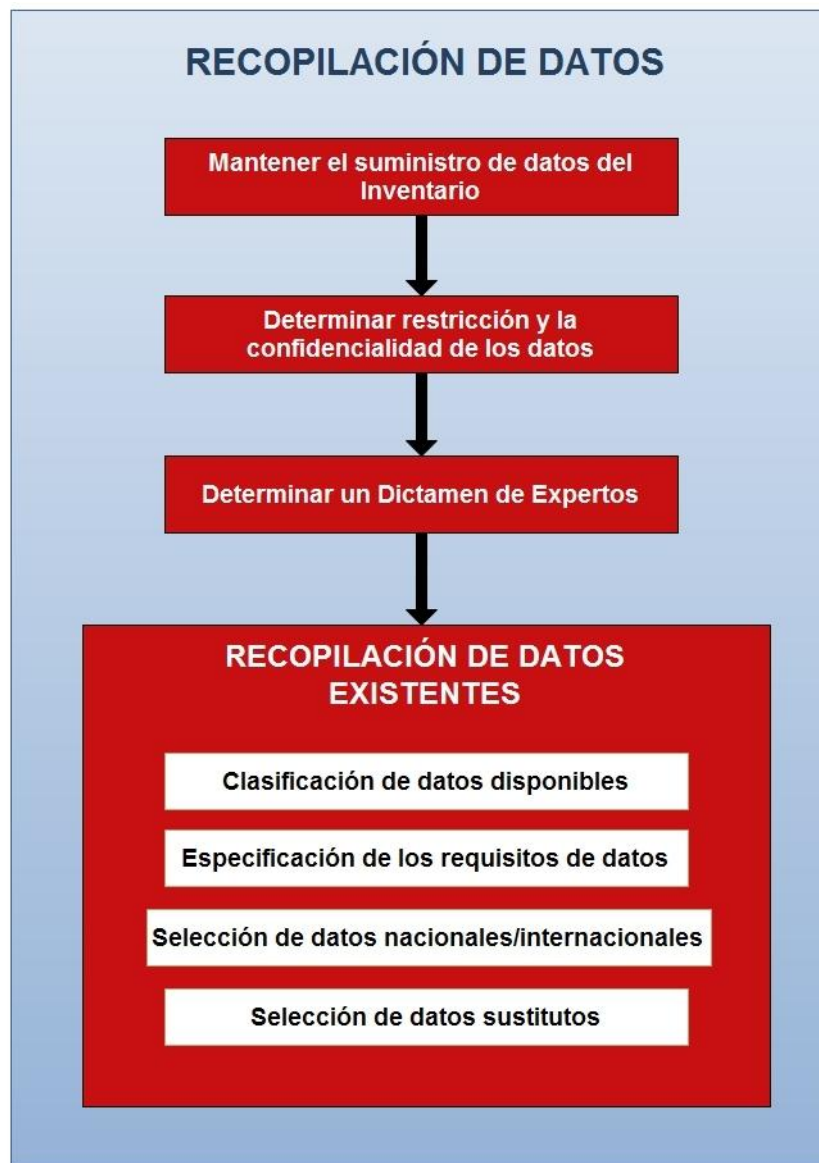 RECOPILACIÓN DE DATOS
Mantener el suministro de datos del
Inventario
Determinar restricción y la
confidencialidad de los datos
Determinar un Dictamen de Expertos
RECOPILACIÓN DE DATOS
EXISTENTES
Clasificación de datos disponibles
Especificación de los requisitos de datos
Selección de datos nacionales/internacionales
Selección de datos sustitutos